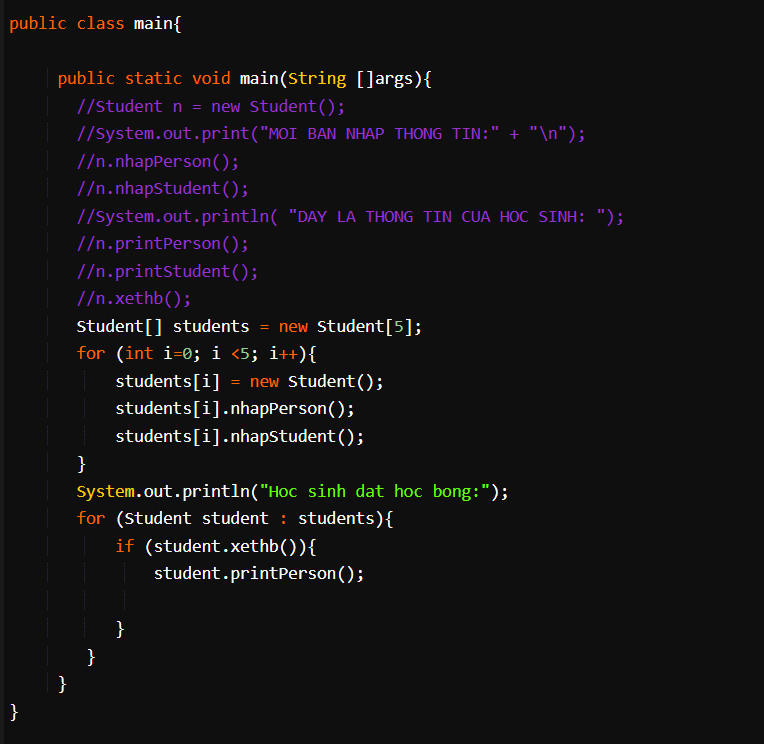 public class main{
public static void main(String []args){
//Student n = new Student();
//System.out.print("MOI BAN NHAP THONG TIN:" + "\n");
//n.nhapPerson();
//n.nhapStudent();
//System.out.println( "DAY LA THONG TIN CUA HOC SINH: ");
//n.printPerson();
//n.printStudent();
//n.xethb();
Student[] students = new Student[5];
for (int i=0; i <5; i++){
students[i] = new Student();
students[i].nhapPerson();
students[i].nhapStudent();
}
System.out.println("Hoc sinh dat hoc bong:");
for (Student student : students){
if (student.xethb()){
student.printPerson();
}
}
}
}